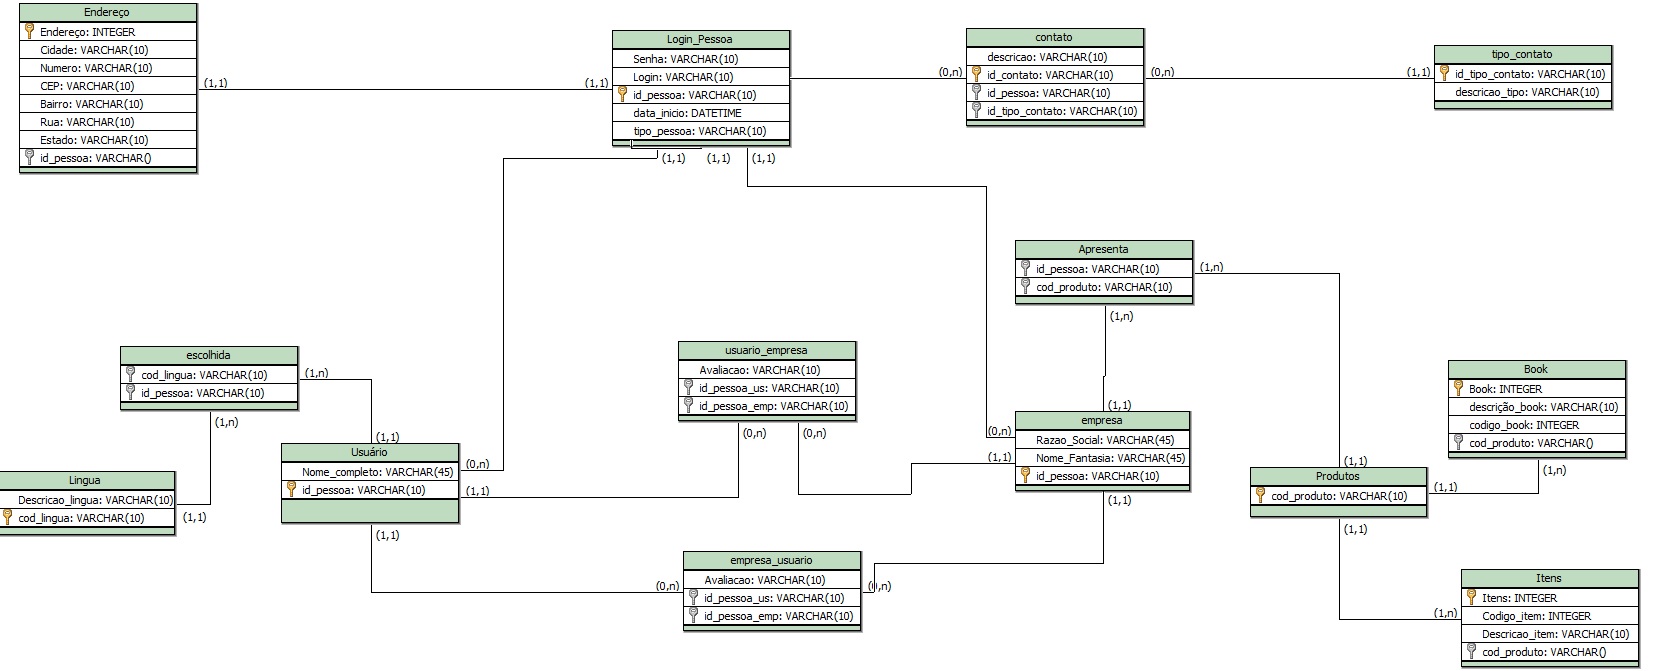 Endereço
Endereço: INTEGER
Cidade: VARCHAR(10)
Numero: VARCHAR(10)
CEP: VARCHAR(10)
Bairro: VARCHAR(10)
Rua: VARCHAR(10)
Estado: VARCHAR(10)
id_pessoa: VARCHAR()
(1,1)
(1,1)
Login_Pessoa
Senha: VARCHAR(10)
Login: VARCHAR(10)
id_pessoa: VARCHAR(10)
data_inicio: DATETIME
tipo_pessoa: VARCHAR(10)
(1,1)
(1,1)
(1,1)
(0,n)
contato
descricao: VARCHAR(10)
id_contato: VARCHAR(10)
id_pessoa: VARCHAR(10)
id_tipo_contato: VARCHAR(10)
(0,n)
(1,1)
tipo_contato
id_tipo_contato: VARCHAR(10)
descricao_tipo: VARCHAR(10)
Apresenta
id_pessoa: VARCHAR(10)
cod_produto: VARCHAR(10)
(1,n)
(1,n)
escolhida
cod_lingua: VARCHAR(10)
id_pessoa: VARCHAR(10)
(1,n)
(1,n)
usuario_empresa
Avaliacao: VARCHAR(10)
id_pessoa_us: VARCHAR(10)
id_pessoa_emp: VARCHAR(10)
(0,n)
(0,n)
Book
Book: INTEGER
descrição_book: VARCHAR(10)
codigo_book: INTEGER
cod_produto: VARCHAR()
(1,n)
(1,1)
empresa
Razao_Social: VARCHAR(45)
Nome_Fantasia: VARCHAR(45)
id_pessoa: VARCHAR(10)
(0,n)
(1,1)
(1,1)
(1,1)
Usuário
Nome_completo: VARCHAR(45)
id_pessoa: VARCHAR(10)
(0,n)
(1,1)
(1,1)
Lingua
Descricao_lingua: VARCHAR(10)
cod_lingua: VARCHAR(10)
(1,1)
(1,1)
Produtos
cod_produto: VARCHAR(10)
(1,1)
(1,1)
empresa_usuario
Avaliacao: VARCHAR(10)
id_pessoa_us: VARCHAR(10)
id_pessoa_emp: VARCHAR(10)
(0,n)
(0,n)
Itens
Itens: INTEGER
Codigo_item: INTEGER
Descricao_item: VARCHAR(10)
cod_produto: VARCHAR()
(1,n)